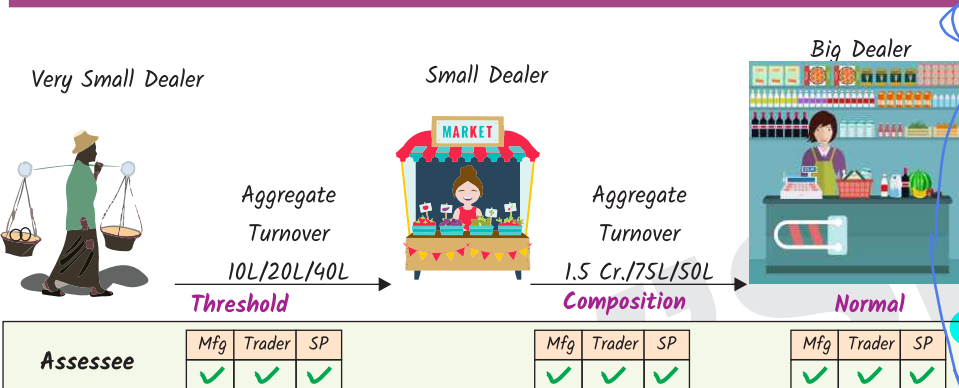 Very Small Dealer
Small Dealer
Big Dealer
MARKET
Aggregate
Turnover
10L/20L/40L
Aggregate
Turnover
1.5 Cr./75L/50L
Threshold
Composition
Normal
Assessee
Mfg Trader SP
Mfg Trader SP
Mfg Trader SP